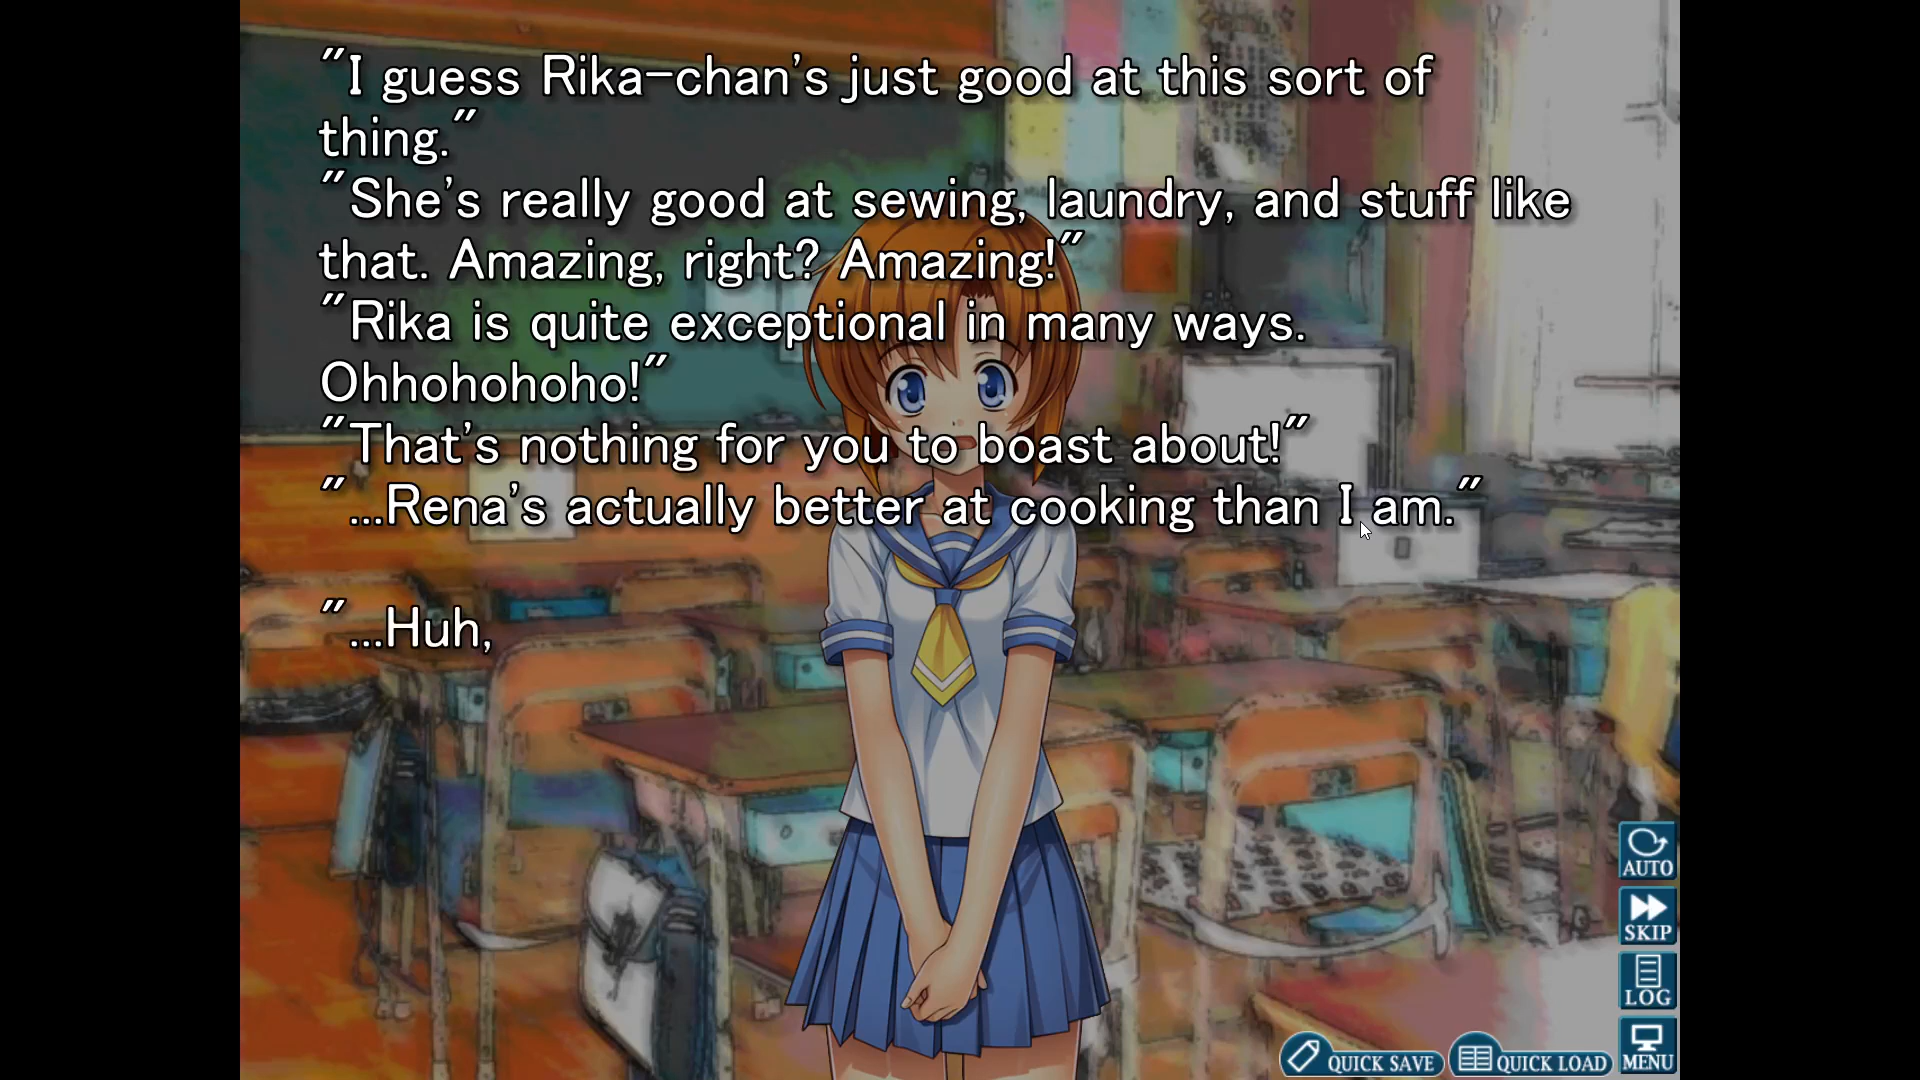 "I guess Rika-chan's just good at this sort of
thing."
"She's really good at sewing, laundry, and stuff like
that. Amazing, right? Amazing!"
"Rika is quite exceptional in many ways.
Ohhohohoho!"
"That's nothing for you to boast about!"
"...Rena's actually better at cooking than I am."
"...Huh,
AUTO
SKIP
LOG
MENU
QUICK SAVE
QUICK LOAD